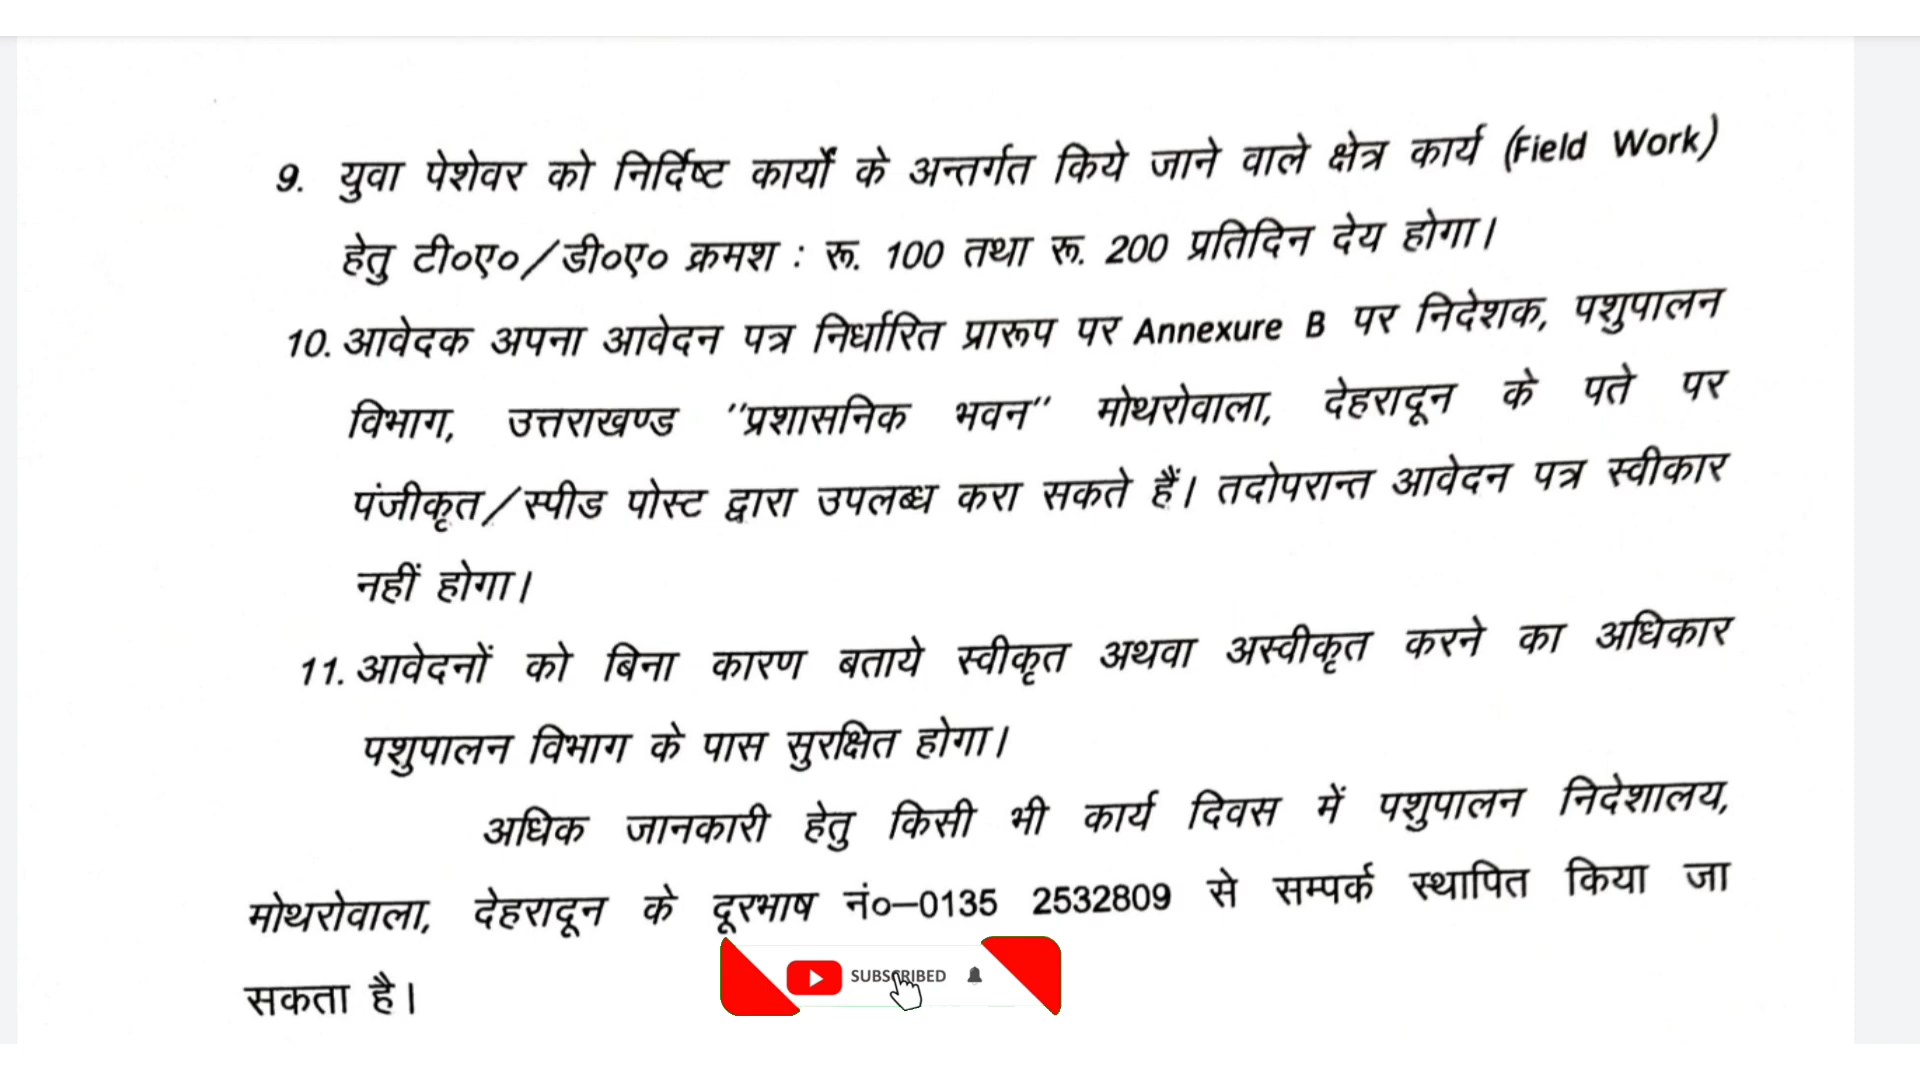 9. युवा पेशेवर को निर्दिष्ट कार्यों के अन्तर्गत किये जाने वाले क्षेत्र कार्य (Field Work)
हेतु टी०ए०/डी०ए० क्रमश : रू. 100 तथा रू. 200 प्रतिदिन देय होगा।
10. आवेदक अपना आवेदन पत्र निर्धारित प्रारूप पर Annexure B पर निदेशक, पशुपालन
विभाग, उत्तराखण्ड ''प्रशासनिक भवन'' मोथरोवाला, देहरादून के पते पर
पंजीकृत/स्पीड पोस्ट द्वारा उपलब्ध करा सकते हैं। तदोपरान्त आवेदन पत्र स्वीकार
नहीं होगा।
11. आवेदनों को बिना कारण बताये स्वीकृत अथवा अस्वीकृत करने का अधिकार
पशुपालन विभाग के पास सुरक्षित होगा।
अधिक जानकारी हेतु किसी भी कार्य दिवस में पशुपालन निदेशालय,
मोथरोवाला, देहरादून के दूरभाष नं०–0135 2532809 से सम्पर्क स्थापित किया जा
सकता है।
SUBSCRIBED